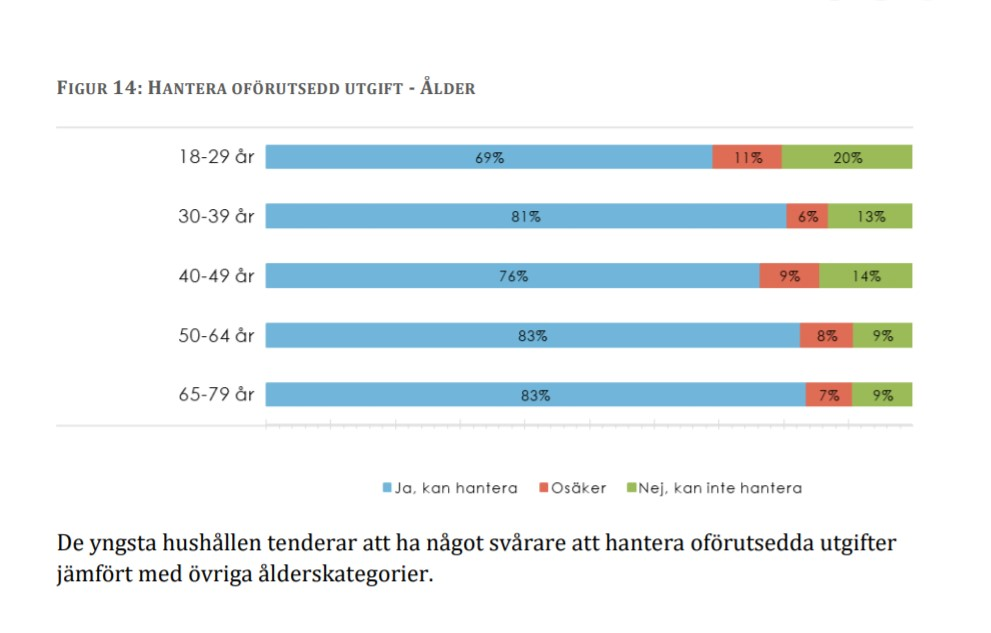 FIGUR 14: HANTERA OFÖRUTSEDD UTGIFT - ÅLDER
18-29 år 69% 11% 20%
30-39 år 81% 6% 13%
40-49 år 76% 9% 14%
50-64 år 83% 8% 9%
65-79 år 83% 7% 9%
Ja, kan hantera Osäker Nej, kan inte hantera
De yngsta hushållen tenderar att ha något svårare att hantera oförutsedda utgifter
jämfört med övriga ålderskategorier.